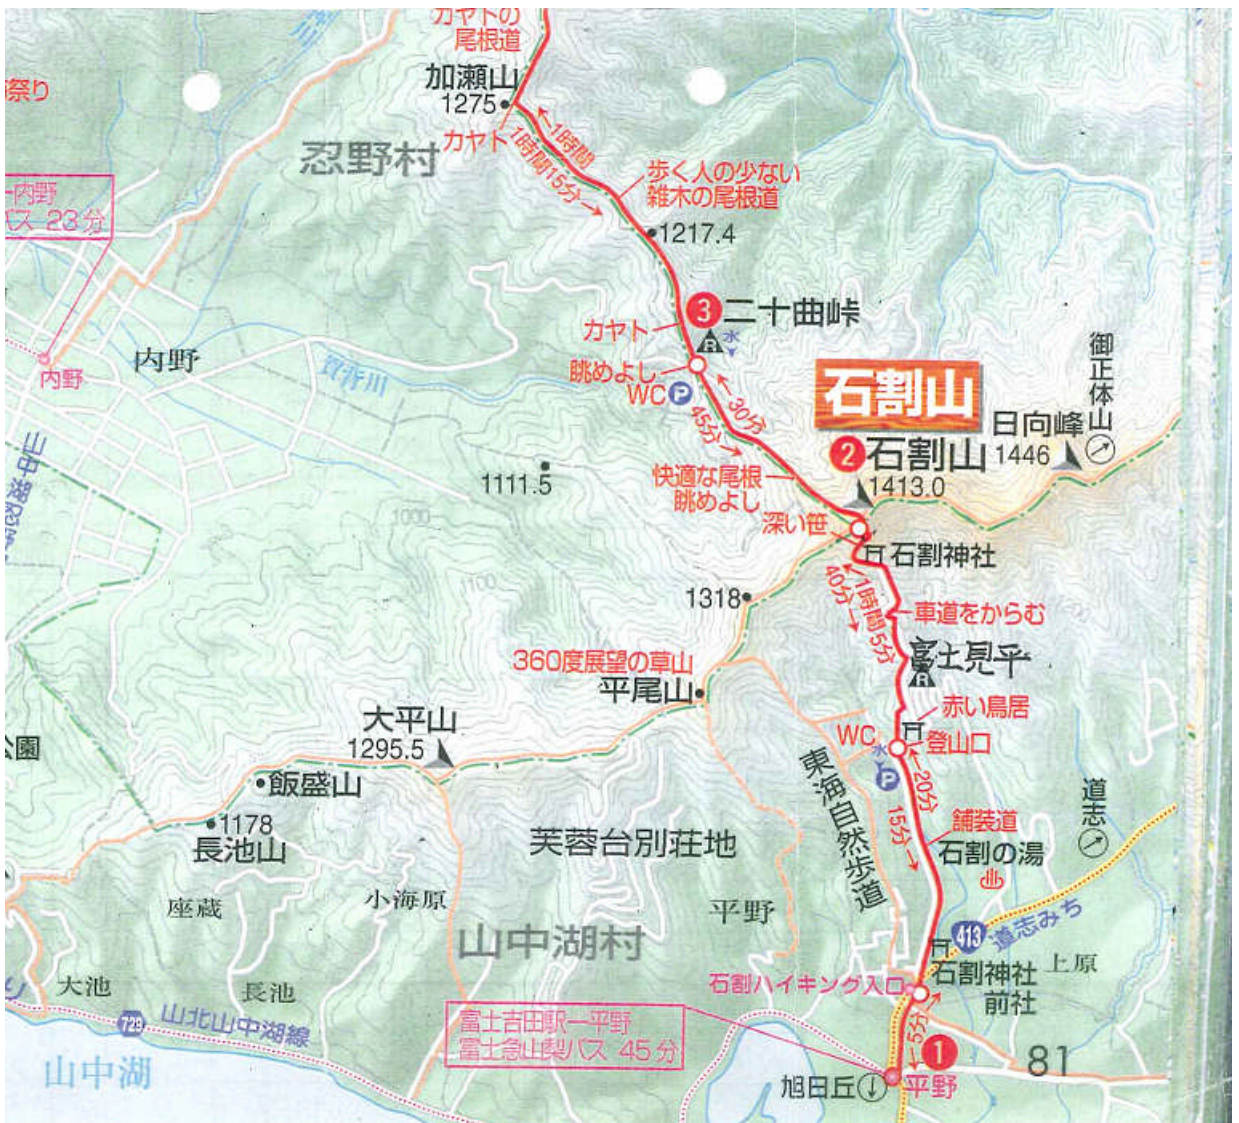 カヤトの
尾根道
加瀬山
1275
カヤト
祭り
忍野村
1時間
1時間15分
歩く人の少ない
雑木の尾根道
1217.4
内野
バス 23分
3
二十曲峠
水
R
カヤト
眺めよし
WC
P
30分
45分
内野
内野
石割山
御正体山
日向峰
1446
2
石割山
1413.0
1111.5
快適な尾根
眺めよし
深い笹
石割神社
1000
1100
1318
1時間5分
40分
車道をからむ
富士見平
R
360度展望の草山
平尾山
赤い鳥居
大平山
1295.5
WC
登山口
水
P
公園
飯盛山
1178
長池山
東海自然歩道
20分
15分
舗装道
石割の湯
道志
芙蓉台別荘地
座蔵
小海原
平野
山中湖村
413
道志みち
上原
石割神社
前社
石割ハイキング入口
大池
長池
729
山北山中湖線
富士吉田駅ー平野
富士急山梨バス 45分
5分
1
81
山中湖
旭日丘
平野